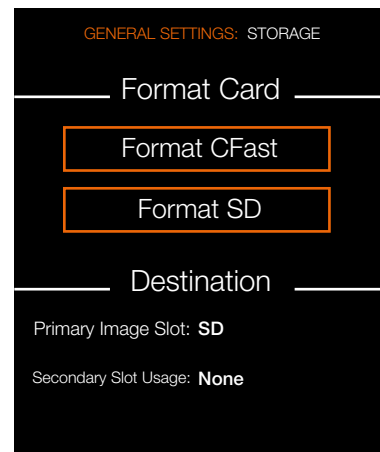 GENERAL SETTINGS: STORAGE
Format Card
Format CFast
Format SD
Destination
Primary Image Slot: SD
Secondary Slot Usage: None